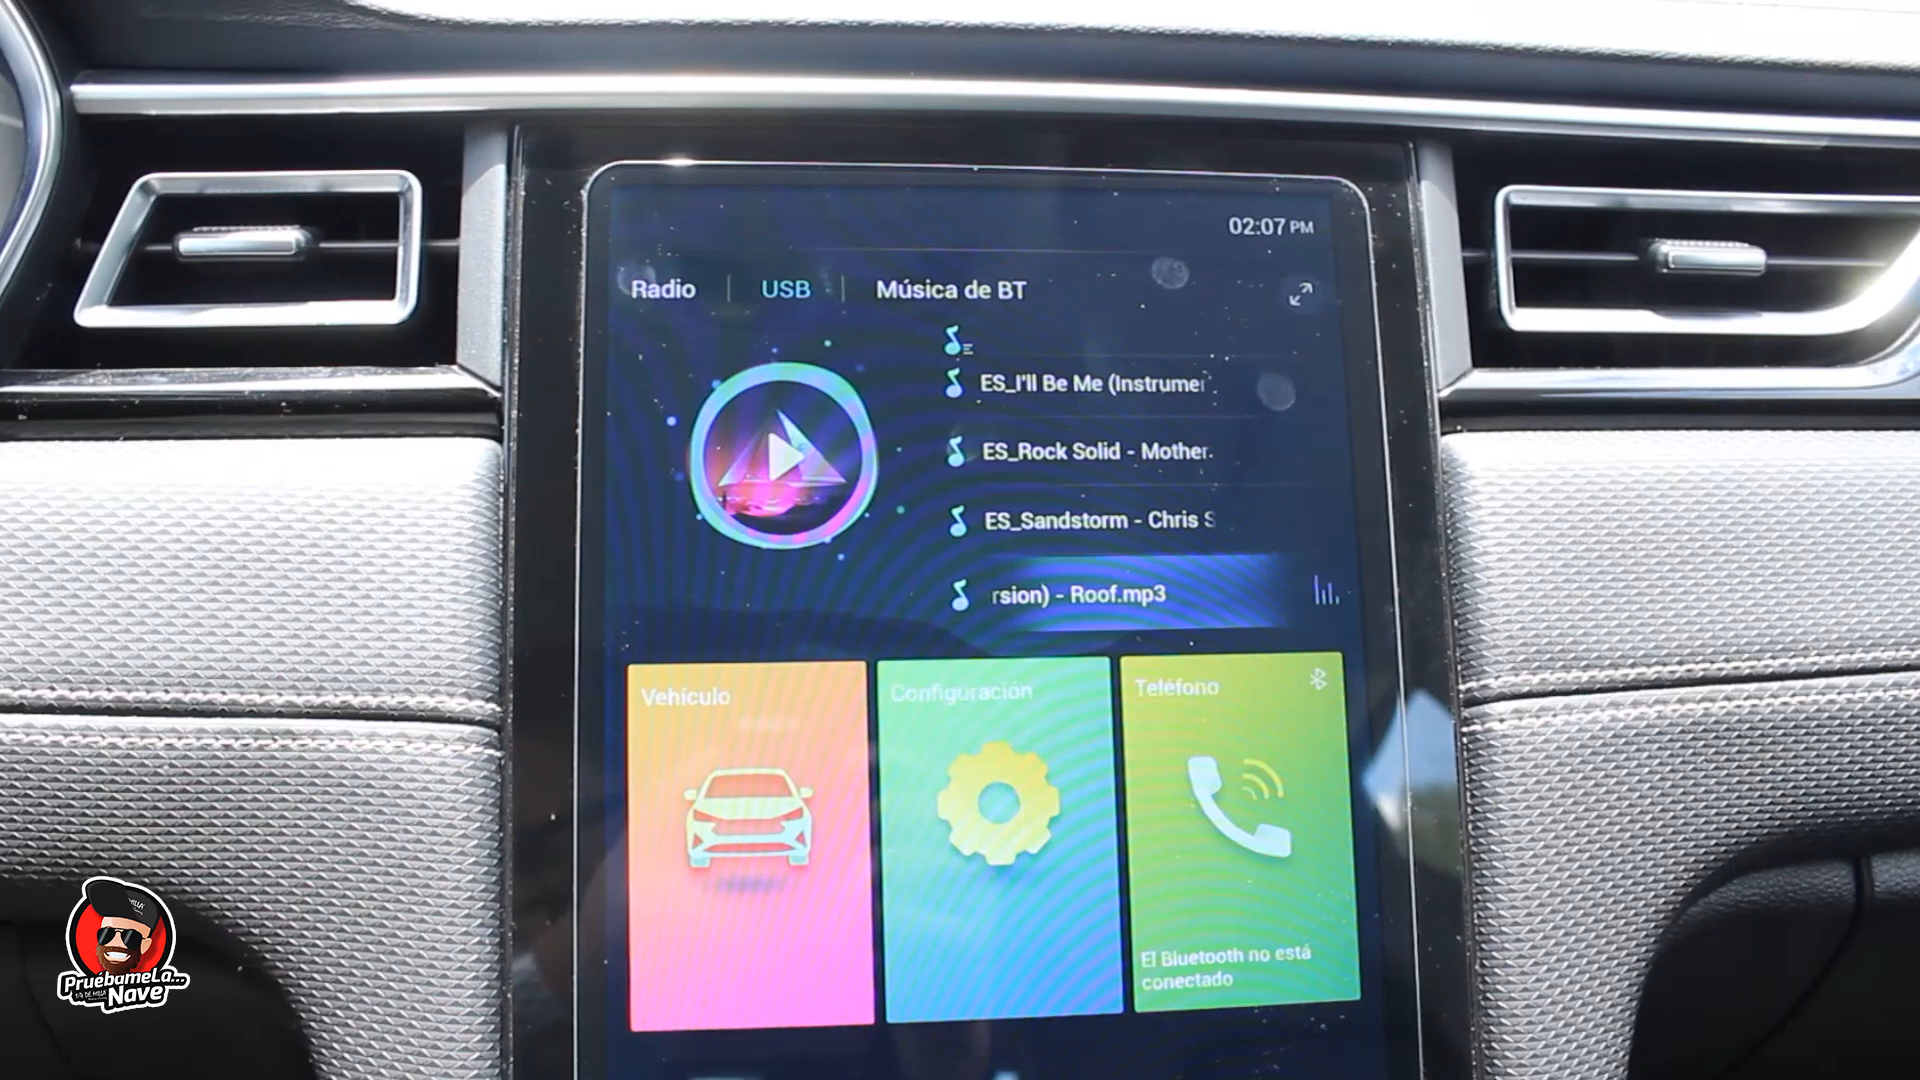 02:07 PM
Radio
USB
Música de BT
ES_I'll Be Me (Instrumen
ES_Rock Solid - Mother.
ES_Sandstorm - Chris S
rsion) - Roof.mp3
Vehículo
Configuración
Teléfono
El Bluetooth no está
conectado
PruébameLa...
Nave